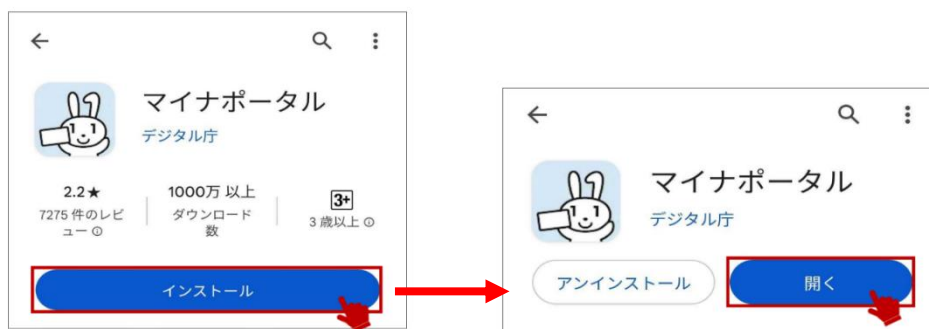 マイナポータル
デジタル庁
2.2★
7275 件のレビ
ュー
1000万 以上
ダウンロード
数
3+
3 歳以上
インストール
マイナポータル
デジタル庁
アンインストール
開く